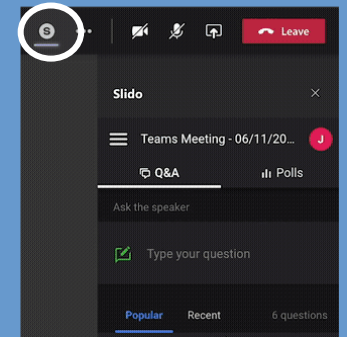 S
Leave
Slido
Teams Meeting - 06/11/20...
J
Q&A Polls
Ask the speaker
Type your question
Popular Recent 6 questions